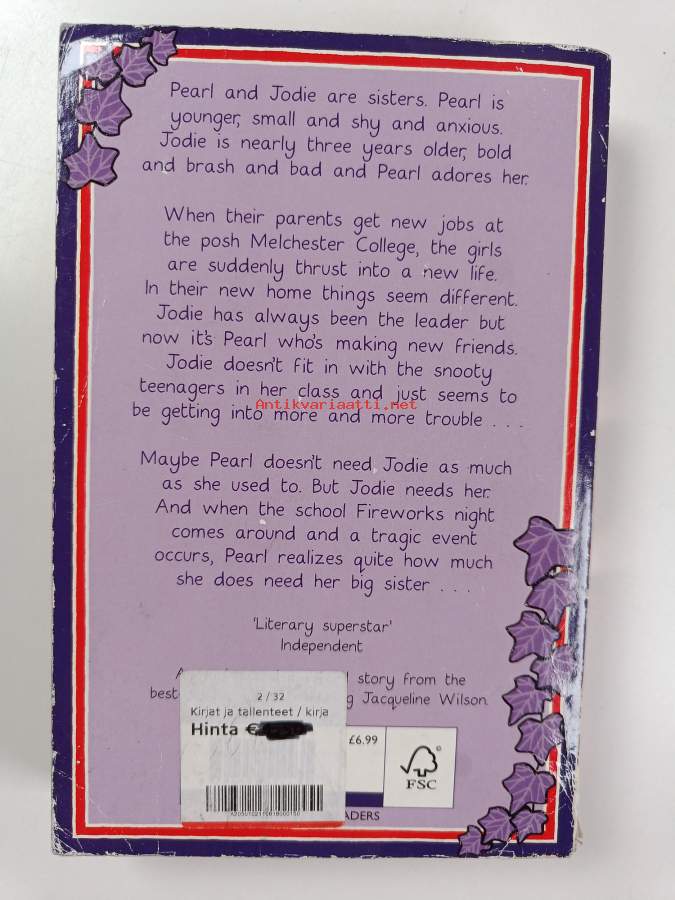 Pearl and Jodie are sisters. Pearl is
younger, small and shy and anxious.
Jodie is nearly three years older, bold
and brash and bad and Pearl adores her.
When their parents get new jobs at
the posh Melchester College, the girls
are suddenly thrust into a new life.
In their new home things seem different.
Jodie has always been the leader but
now it's Pearl who's making new friends.
Jodie doesn't fit in with the snooty
teenagers in her class and just seems to
be getting into more and more trouble . . .
Antikvariaatti.net
Maybe Pearl doesn't need Jodie as much
as she used to. But Jodie needs her.
And when the school Fireworks night
comes around and a tragic event
occurs, Pearl realizes quite how much
she does need her big sister . . .
'Literary superstar'
Independent
story from the
Jacqueline Wilson.
2 / 32
Kirjat ja tallenteet / kirja
Hinta €
£6.99
FSC